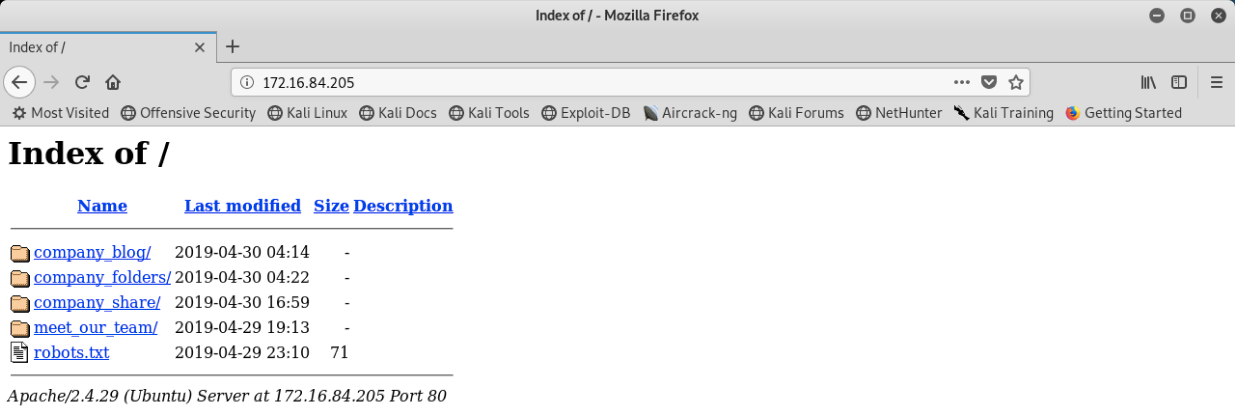 Index of / - Mozilla Firefox
Index of /
172.16.84.205
Most Visited Offensive Security Kali Linux Kali Docs Kali Tools Exploit-DB Aircrack-ng Kali Forums NetHunter Kali Training Getting Started
Index of /
Name Last modified Size Description
company_blog/ 2019-04-30 04:14 -
company_folders/ 2019-04-30 04:22 -
company_share/ 2019-04-30 16:59 -
meet_our_team/ 2019-04-29 19:13 -
robots.txt 2019-04-29 23:10 71
Apache/2.4.29 (Ubuntu) Server at 172.16.84.205 Port 80